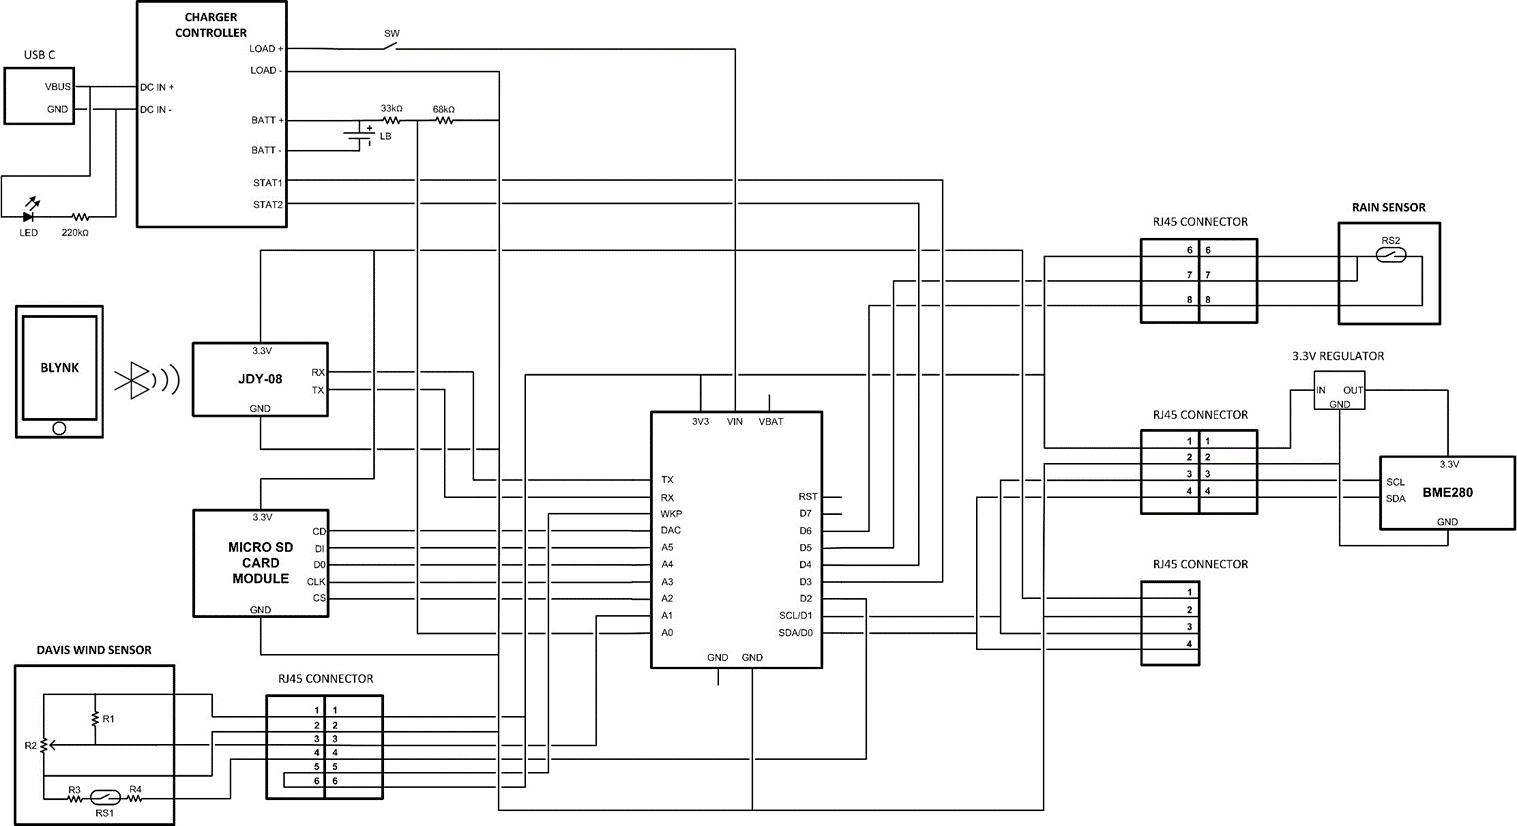 CHARGER
CONTROLLER
USB C
VBUS
GND
DC IN +
DC IN -
LOAD +
LOAD -
BATT +
BATT -
STAT1
STAT2
SW
33kΩ
68kΩ
+
-
LB
LED
220kΩ
BLYNK
3.3V
JDY-08
RX
TX
GND
3.3V
MICRO SD
CARD
MODULE
CD
DI
D0
CLK
CS
GND
3V3
VIN
VBAT
TX
RX
WKP
DAC
A5
A4
A3
A2
A1
A0
RST
D7
D6
D5
D4
D3
D2
SCL/D1
SDA/D0
GND
GND
RJ45 CONNECTOR
6 6
7 7
8 8
RAIN SENSOR
RS2
3.3V REGULATOR
IN
OUT
GND
RJ45 CONNECTOR
1 1
2 2
3 3
4 4
3.3V
SCL
SDA
BME280
GND
RJ45 CONNECTOR
1
2
3
4
DAVIS WIND SENSOR
R1
R2
R3
RS1
R4
RJ45 CONNECTOR
1 1
2 2
3 3
4 4
5 5
6 6